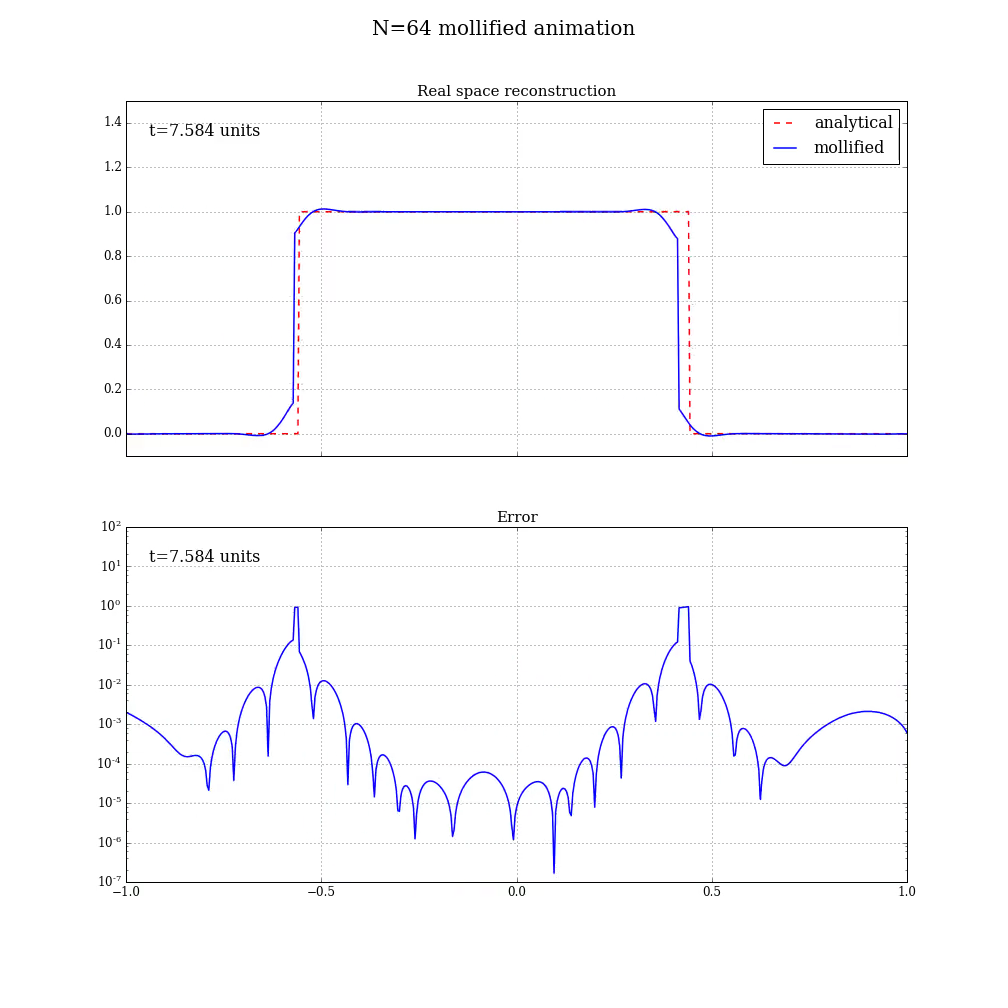 N=64 mollified animation
Real space reconstruction
t=7.584 units
analytical
mollified
1.4
1.2
1.0
0.8
0.6
0.4
0.2
0.0
Error
t=7.584 units
10²
10¹
10⁰
10⁻¹
10⁻²
10⁻³
10⁻⁴
10⁻⁵
10⁻⁶
10⁻⁷
−1.0 −0.5 0.0 0.5 1.0